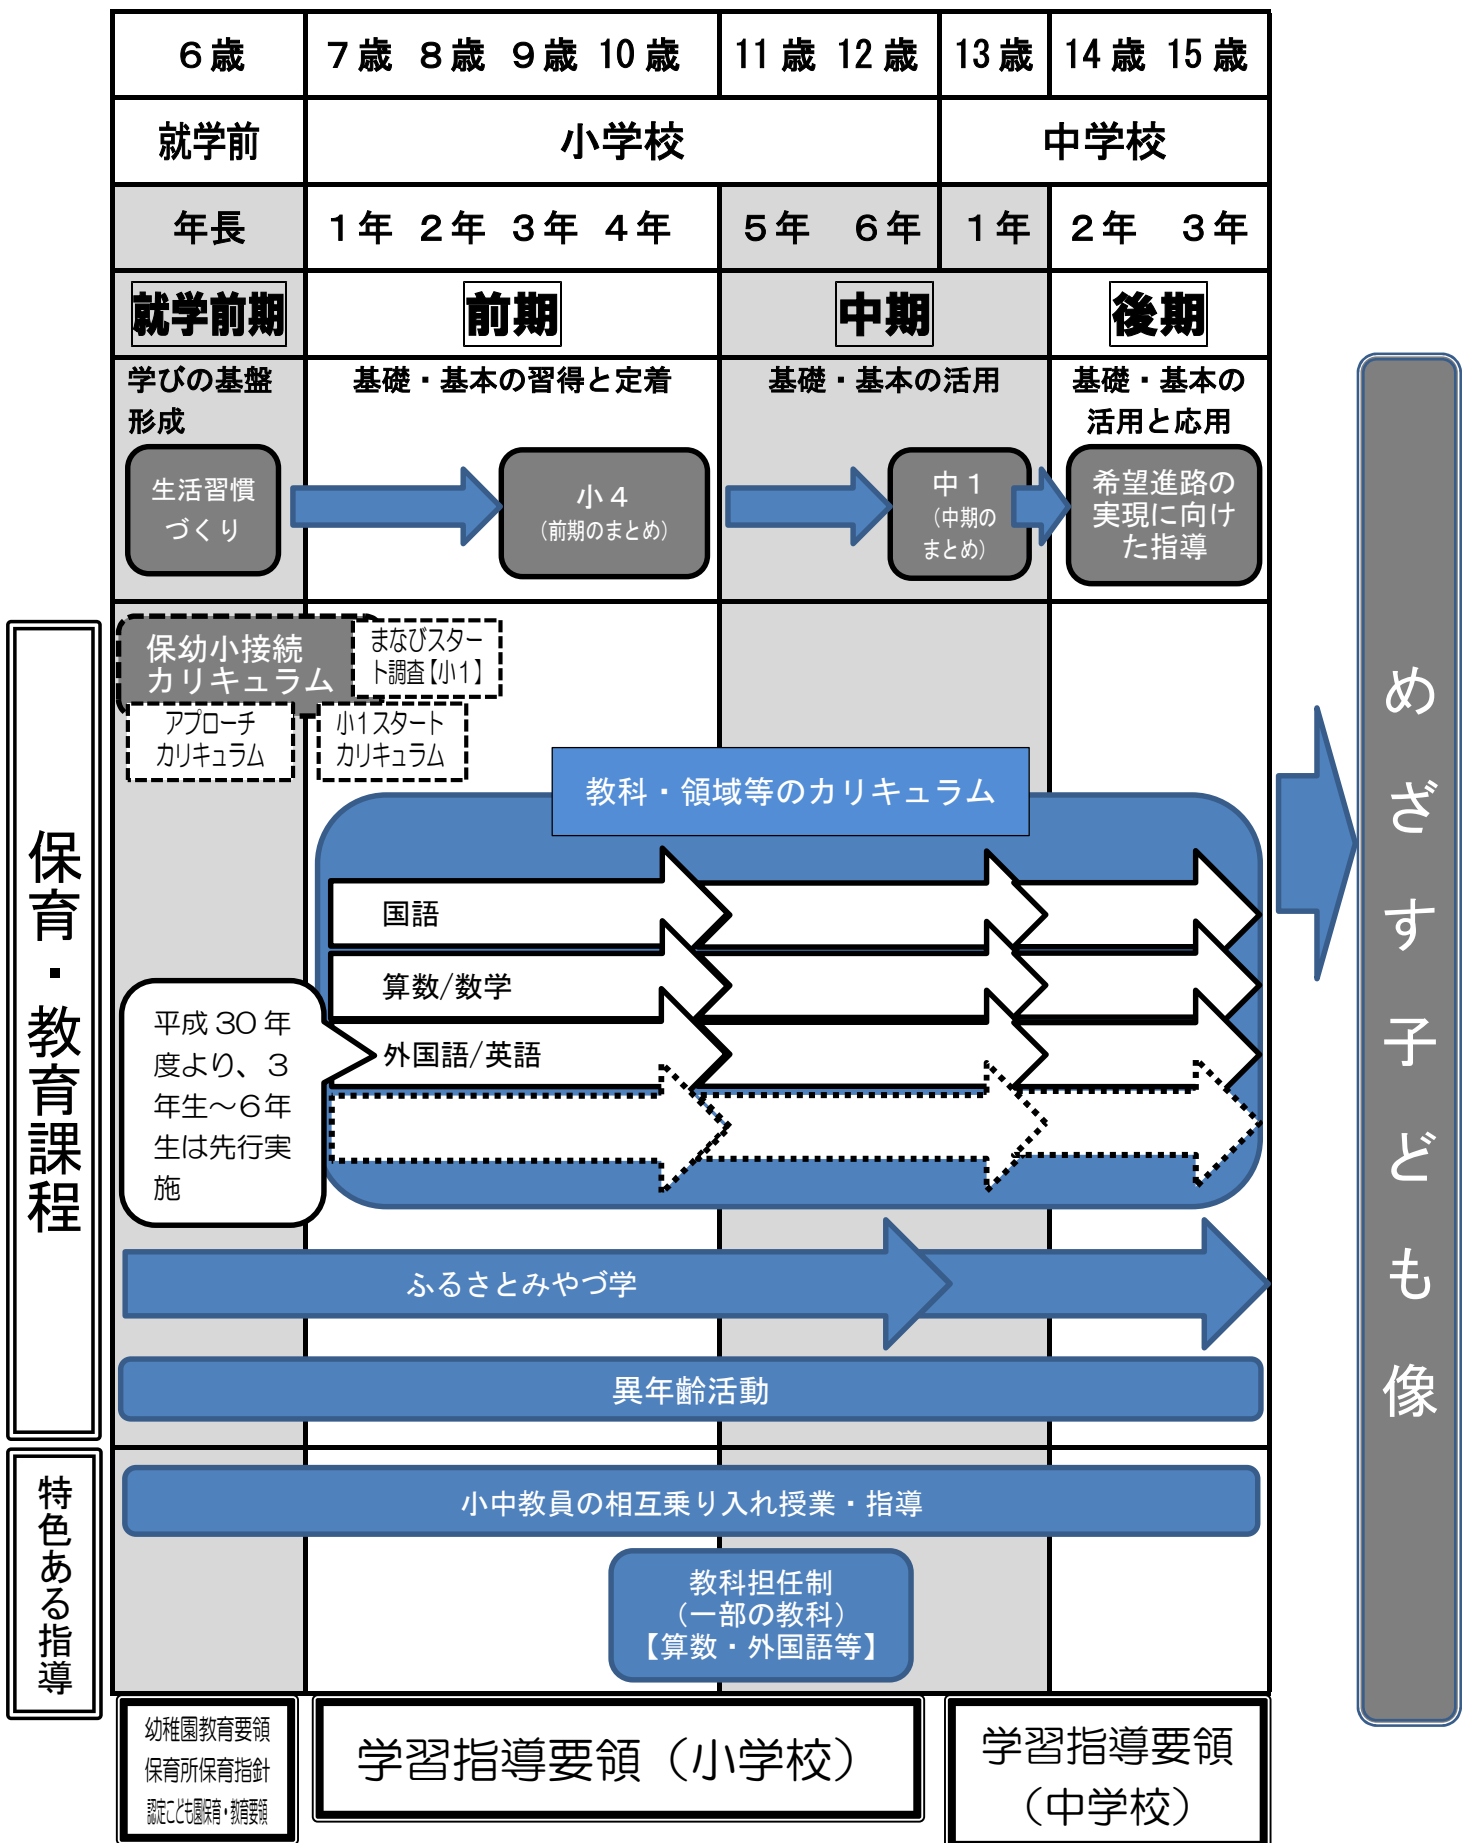 ６歳
７歳 ８歳 ９歳 10歳
11歳 12歳
13歳
14歳 15歳
就学前
小学校
中学校
年長
１年 ２年 ３年 ４年
５年 ６年
１年
２年 ３年
就学前期
前期
中期
後期
学びの基盤
形成
基礎・基本の習得と定着
基礎・基本の活用
基礎・基本の
活用と応用
生活習慣
づくり
小４
（前期のまとめ）
中１
（中期の
まとめ）
希望進路の
実現に向け
た指導
保育・教育課程
保幼小接続
カリキュラム
まなびスター
ト調査【小１】
アプローチ
カリキュラム
小１スタート
カリキュラム
教科・領域等のカリキュラム
国語
算数/数学
外国語/英語
平成30年
度より、３
年生～６年
生は先行実
施
ふるさとみやづ学
異年齢活動
特色ある指導
小中教員の相互乗り入れ授業・指導
教科担任制
（一部の教科）
【算数・外国語等】
幼稚園教育要領
保育所保育指針
認定こども園保育・教育要領
学習指導要領（小学校）
学習指導要領
（中学校）
めざす子ども像